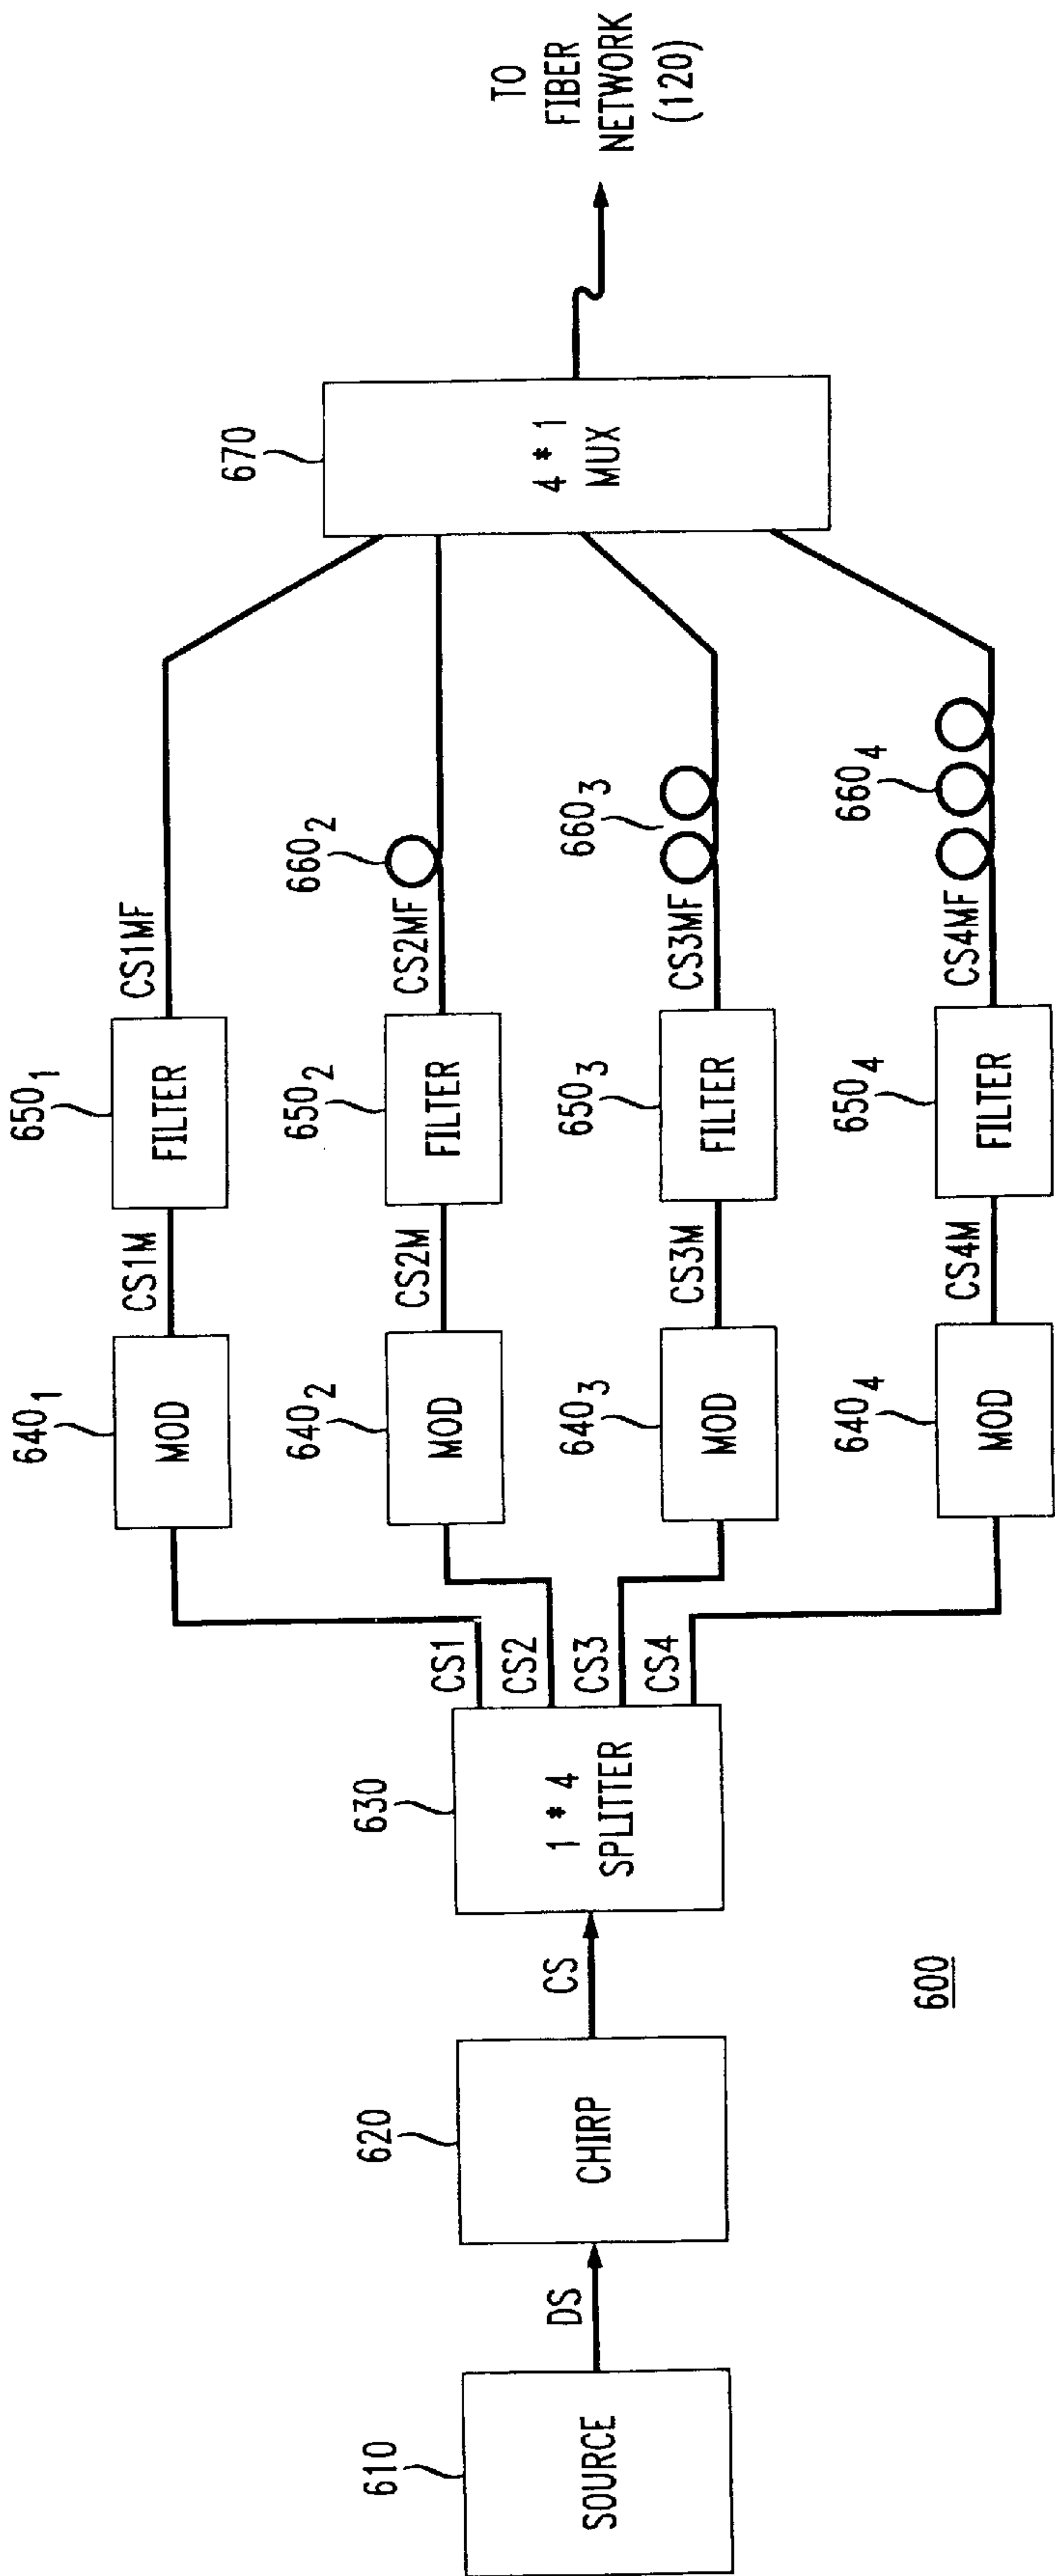 610
SOURCE
DS
620
CHIRP
CS
630
1 * 4
SPLITTER
CS1
CS2
CS3
CS4
640₁
MOD
CS1M
650₁
FILTER
CS1MF
640₂
MOD
CS2M
650₂
FILTER
CS2MF
660₂
640₃
MOD
CS3M
650₃
FILTER
CS3MF
660₃
640₄
MOD
CS4M
650₄
FILTER
CS4MF
660₄
670
4 * 1
MUX
TO
FIBER
NETWORK
(120)
600